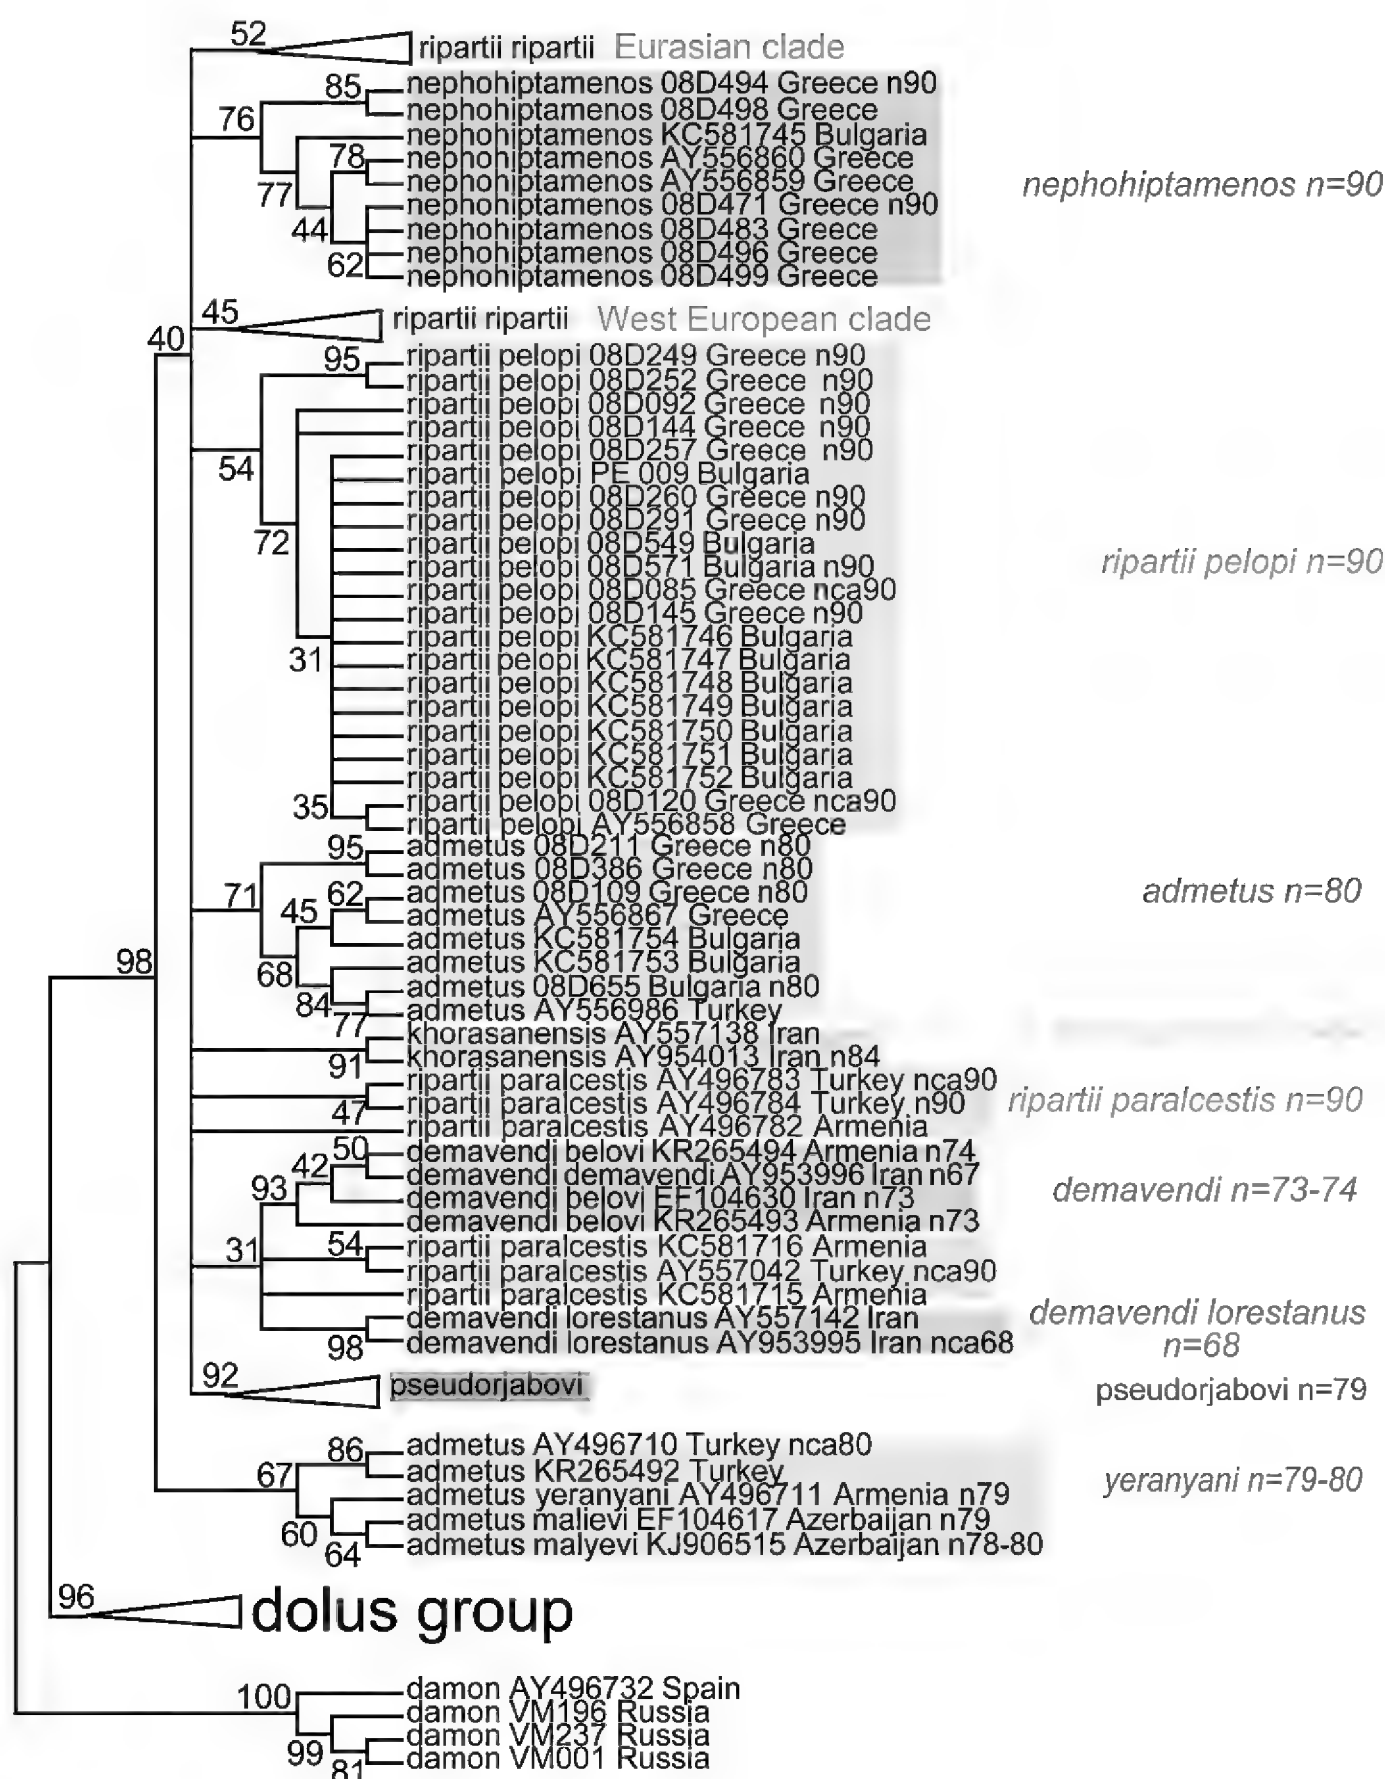 52
ripartii ripartii Eurasian clade
85
nephohiptamenos 08D494 Greece n90
76
nephohiptamenos 08D498 Greece
nephohiptamenos KC581745 Bulgaria
78
nephohiptamenos AY556860 Greece
nephohiptamenos AY556859 Greece
nephohiptamenos n=90
77
nephohiptamenos 08D471 Greece n90
44
nephohiptamenos 08D483 Greece
nephohiptamenos 08D496 Greece
62
nephohiptamenos 08D499 Greece
45
ripartii ripartii West European clade
40
95
ripartii pelopi 08D249 Greece n90
ripartii pelopi 08D252 Greece n90
ripartii pelopi 08D092 Greece n90
ripartii pelopi 08D144 Greece n90
ripartii pelopi 08D257 Greece n90
54
ripartii pelopi PE 009 Bulgaria
ripartii pelopi 08D260 Greece n90
ripartii pelopi 08D291 Greece n90
72
ripartii pelopi 08D549 Bulgaria
ripartii pelopi 08D571 Bulgaria n90
ripartii pelopi n=90
ripartii pelopi 08D085 Greece nca90
ripartii pelopi 08D145 Greece n90
ripartii pelopi KC581746 Bulgaria
31
ripartii pelopi KC581747 Bulgaria
ripartii pelopi KC581748 Bulgaria
ripartii pelopi KC581749 Bulgaria
ripartii pelopi KC581750 Bulgaria
ripartii pelopi KC581751 Bulgaria
ripartii pelopi KC581752 Bulgaria
35
ripartii pelopi 08D120 Greece nca90
ripartii pelopi AY556858 Greece
95
admetus 08D211 Greece n80
admetus 08D386 Greece n80
71
62
admetus 08D109 Greece n80
admetus n=80
45
admetus AY556867 Greece
admetus KC581754 Bulgaria
98
68
admetus KC581753 Bulgaria
admetus 08D655 Bulgaria n80
84
admetus AY556986 Turkey
77
khorasanensis AY557138 Iran
91
khorasanensis AY954013 Iran n84
ripartii paralcestis AY496783 Turkey nca90
47
ripartii paralcestis AY496784 Turkey n90
ripartii paralcestis n=90
ripartii paralcestis AY496782 Armenia
50
demavendi belovi KR265494 Armenia n74
42
demavendi demavendi AY953996 Iran n67
93
demavendi belovi EF104630 Iran n73
demavendi n=73-74
demavendi belovi KR265493 Armenia n73
31
54
ripartii paralcestis KC581716 Armenia
ripartii paralcestis AY557042 Turkey nca90
ripartii paralcestis KC581715 Armenia
demavendi lorestanus AY557142 Iran
demavendi lorestanus
n=68
98
demavendi lorestanus AY953995 Iran nca68
92
pseudorjabovi
pseudorjabovi n=79
86
admetus AY496710 Turkey nca80
67
admetus KR265492 Turkey
yeranyani n=79-80
admetus yeranyani AY496711 Armenia n79
60
admetus malievi EF104617 Azerbaijan n79
64
admetus malyevi KJ906515 Azerbaijan n78-80
96
dolus group
100
damon AY496732 Spain
damon VM196 Russia
99
damon VM237 Russia
81
damon VM001 Russia